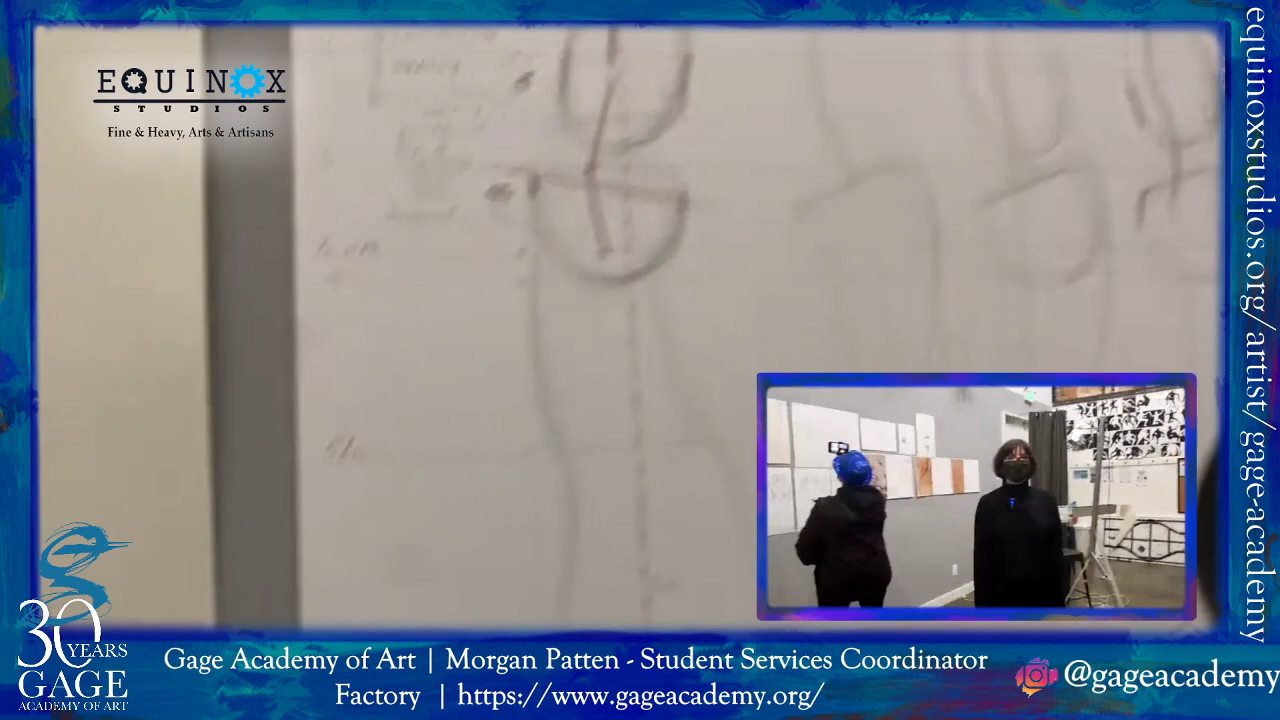 EQUINOX
STUDIOS
Fine & Heavy, Arts & Artisans
equinoxstudios.org/artist/gage-academy
30 YEARS
GAGE
ACADEMY OF ART
Gage Academy of Art | Morgan Patten - Student Services Coordinator
Factory | https://www.gageacademy.org/
@gageacademy